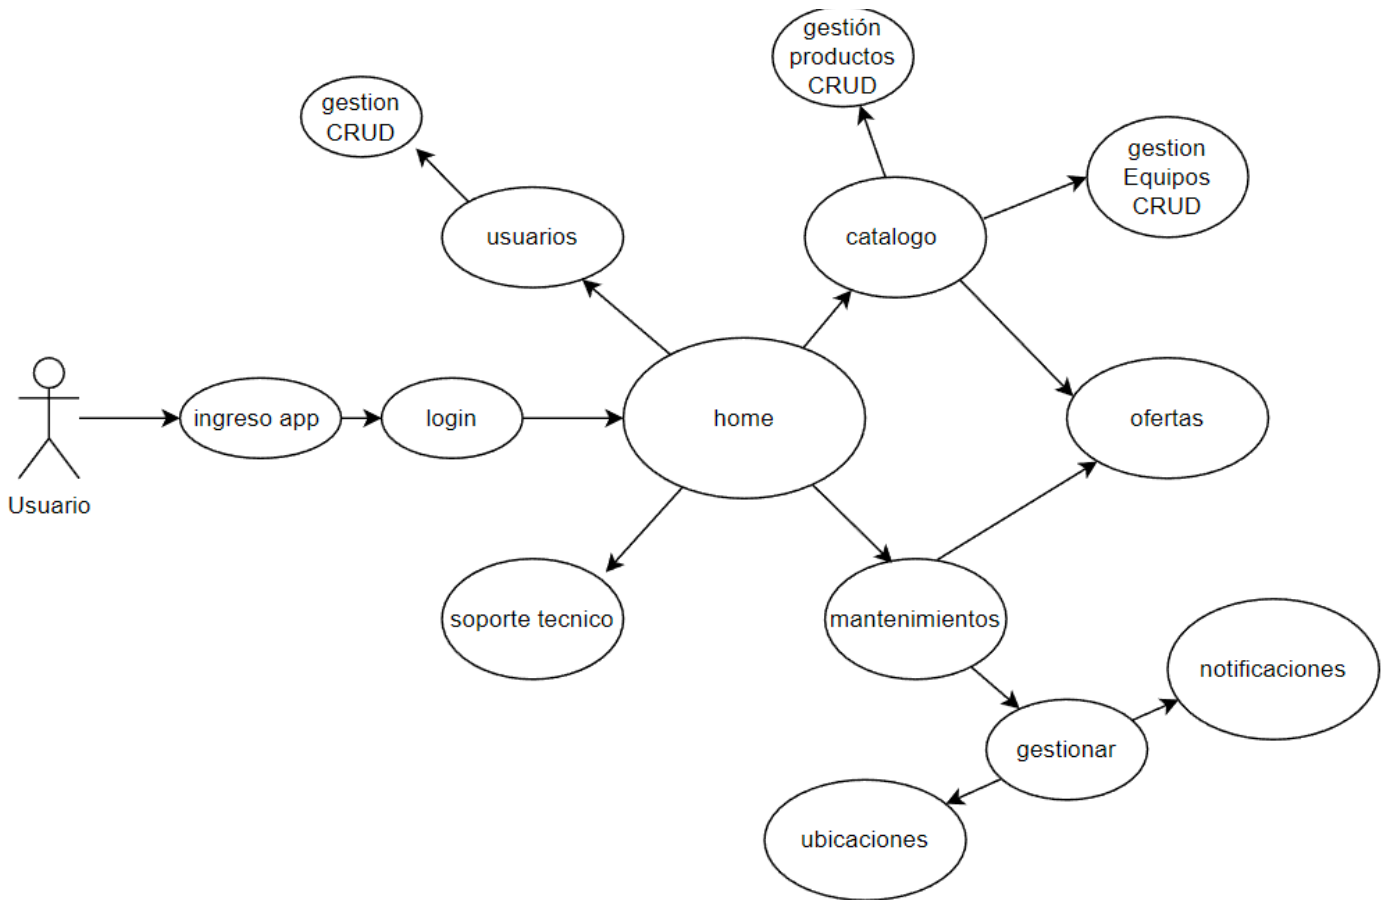 gestión
productos
CRUD
gestion
CRUD
gestion
Equipos
CRUD
usuarios
catalogo
ingreso app
login
home
ofertas
Usuario
soporte tecnico
mantenimientos
notificaciones
gestionar
ubicaciones